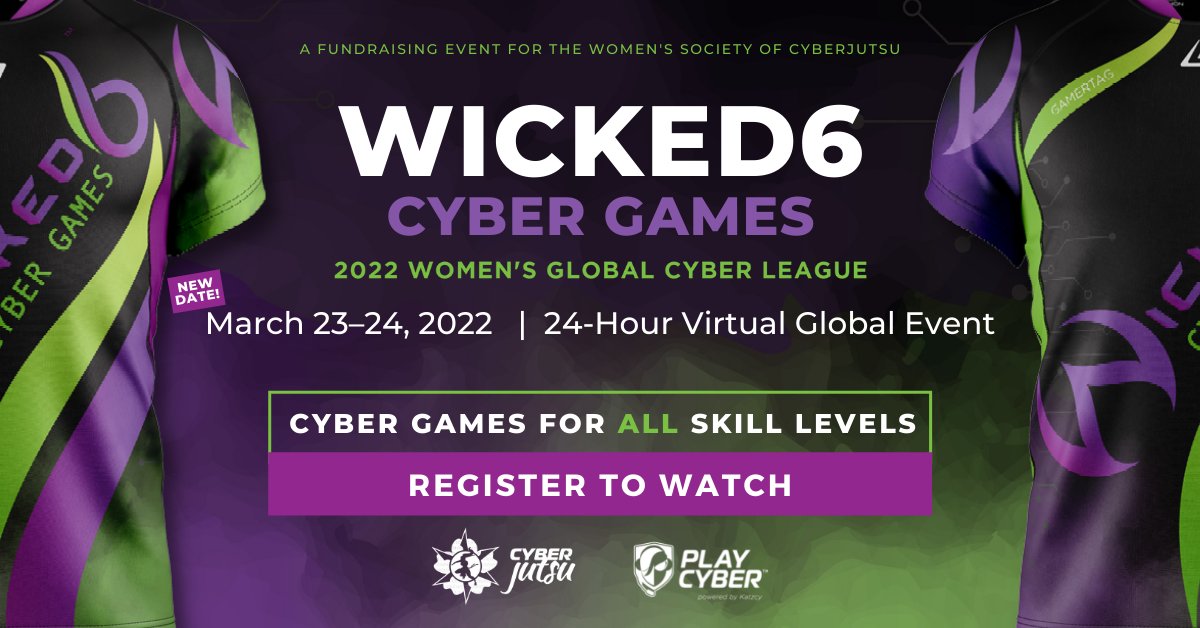 A FUNDRAISING EVENT FOR THE WOMEN'S SOCIETY OF CYBERJUTSU
WICKED6
CYBER GAMES
2022 WOMEN'S GLOBAL CYBER LEAGUE
NEW
DATE!
March 23–24, 2022 | 24-Hour Virtual Global Event
CYBER GAMES FOR ALL SKILL LEVELS
REGISTER TO WATCH
CYBER
jutsu
PLAY
CYBER™
powered by Katzcy
CYBER GAMES
GAMERTAG